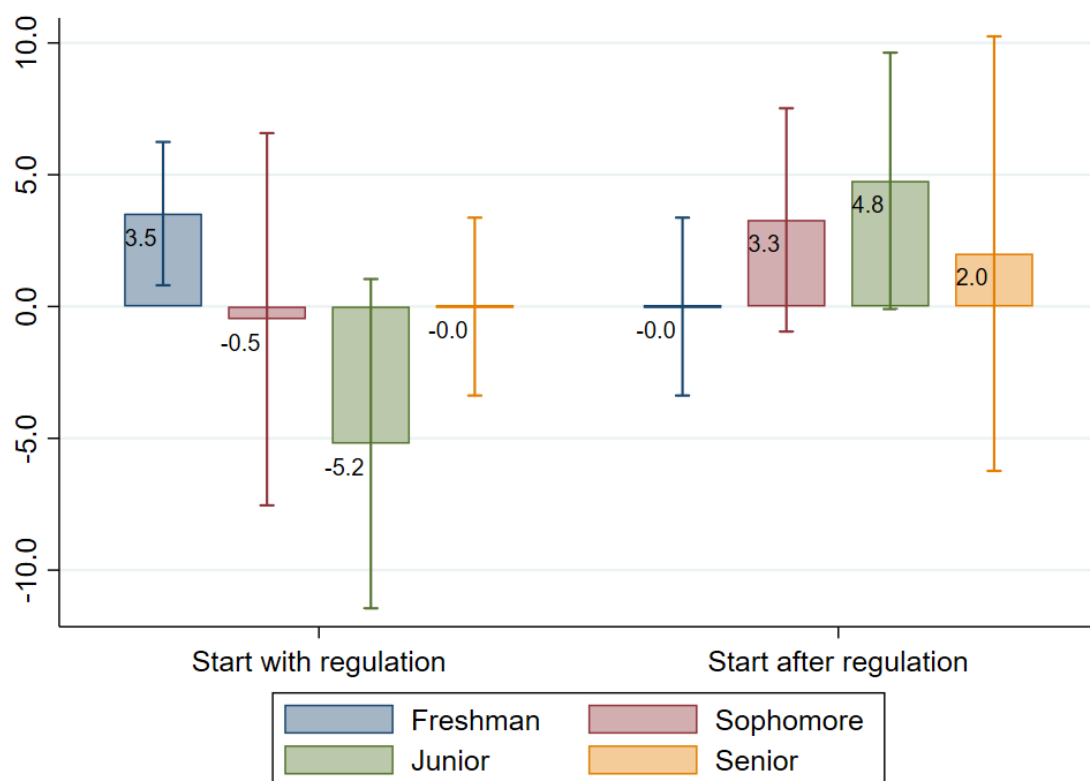 10.0
5.0
0.0
-5.0
-10.0
3.5
-0.5
-5.2
-0.0
-0.0
3.3
4.8
2.0
Start with regulation
Start after regulation
Freshman
Sophomore
Junior
Senior